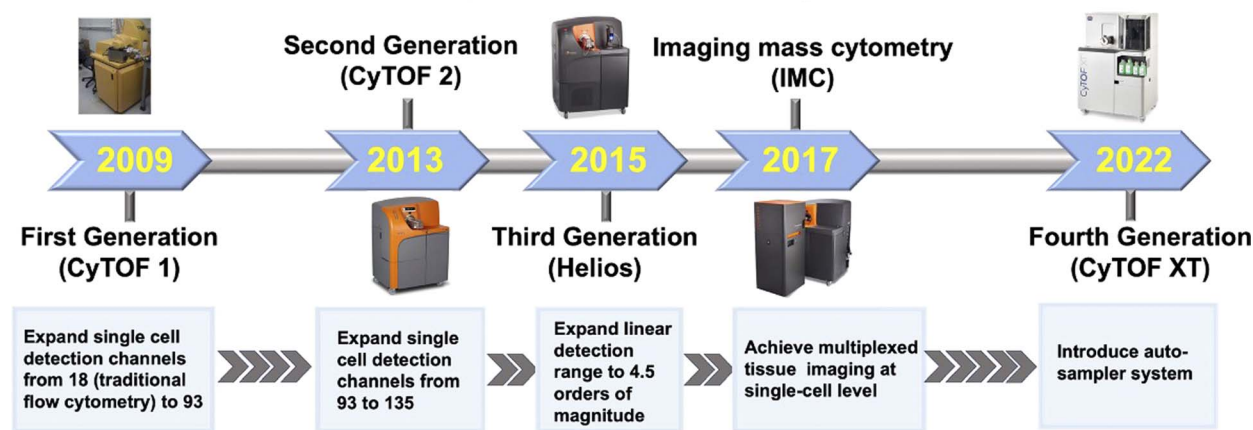 Second Generation
(CyTOF 2)
Imaging mass cytometry
(IMC)
CyTOF XT
2009
2013
2015
2017
2022
First Generation
(CyTOF 1)
Third Generation
(Helios)
Fourth Generation
(CyTOF XT)
Expand single cell
detection channels
from 18 (traditional
flow cytometry) to 93
Expand single
cell detection
channels from
93 to 135
Expand linear
detection
range to 4.5
orders of
magnitude
Achieve multiplexed
tissue imaging at
single-cell level
Introduce auto-
sampler system